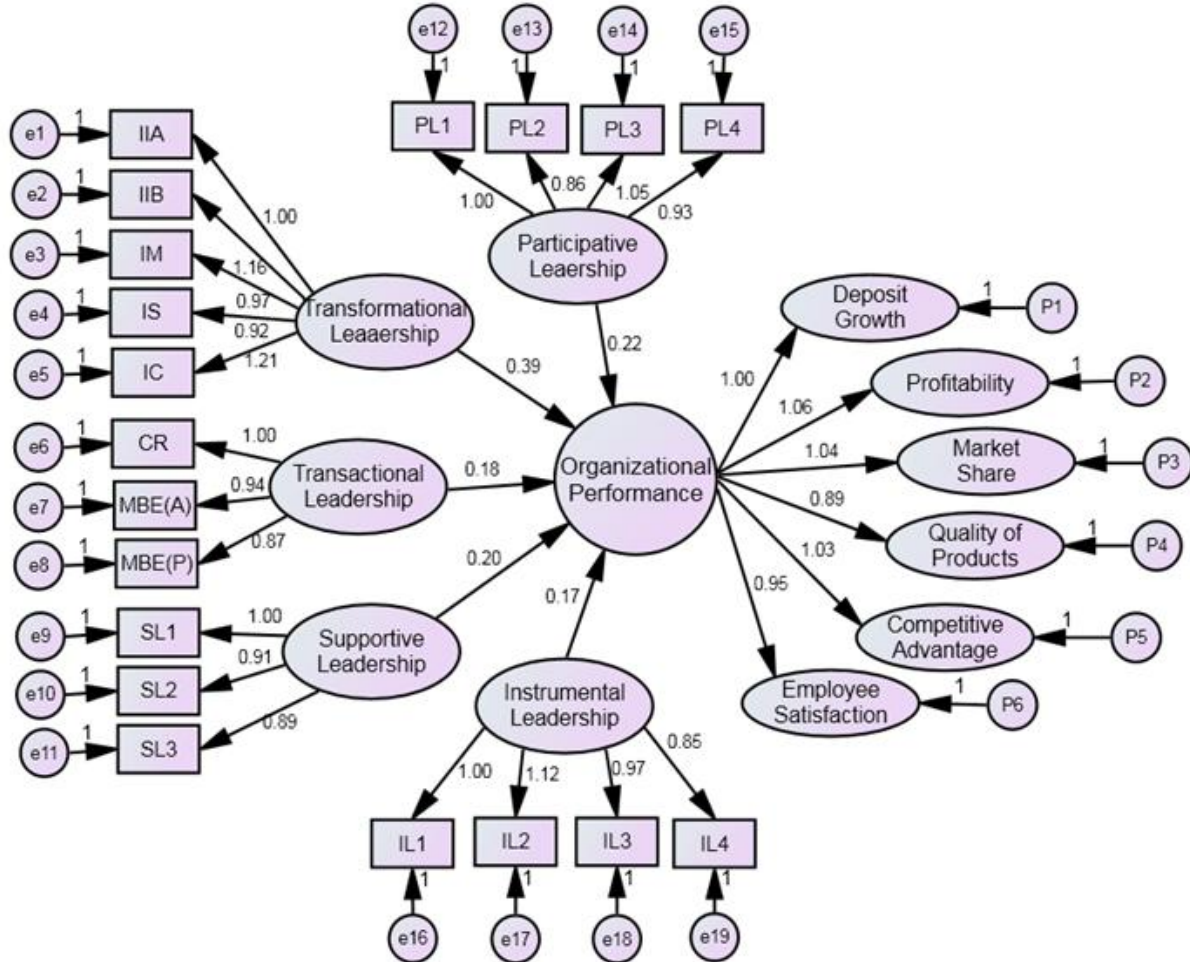 e12
e13
e14
e15
1
1
1
1
PL1
PL2
PL3
PL4
1.00
0.86
1.05
0.93
Participative
Leaership
0.22
e1
1
IIA
e2
1
IIB
e3
1
IM
e4
1
IS
e5
1
IC
1.00
1.16
0.97
0.92
1.21
Transformational
Leaaership
0.39
e6
1
CR
e7
1
MBE(A)
e8
1
MBE(P)
1.00
0.94
0.87
Transactional
Leadership
0.18
e9
1
SL1
e10
1
SL2
e11
1
SL3
1.00
0.91
0.89
Supportive
Leadership
0.20
Organizational
Performance
0.17
Instrumental
Leadership
1.00
1.12
0.97
0.85
IL1
IL2
IL3
IL4
1
1
1
1
e16
e17
e18
e19
1.00
1.06
1.04
0.89
1.03
0.95
Deposit
Growth
1
P1
Profitability
1
P2
Market
Share
1
P3
Quality of
Products
1
P4
Competitive
Advantage
1
P5
Employee
Satisfaction
1
P6